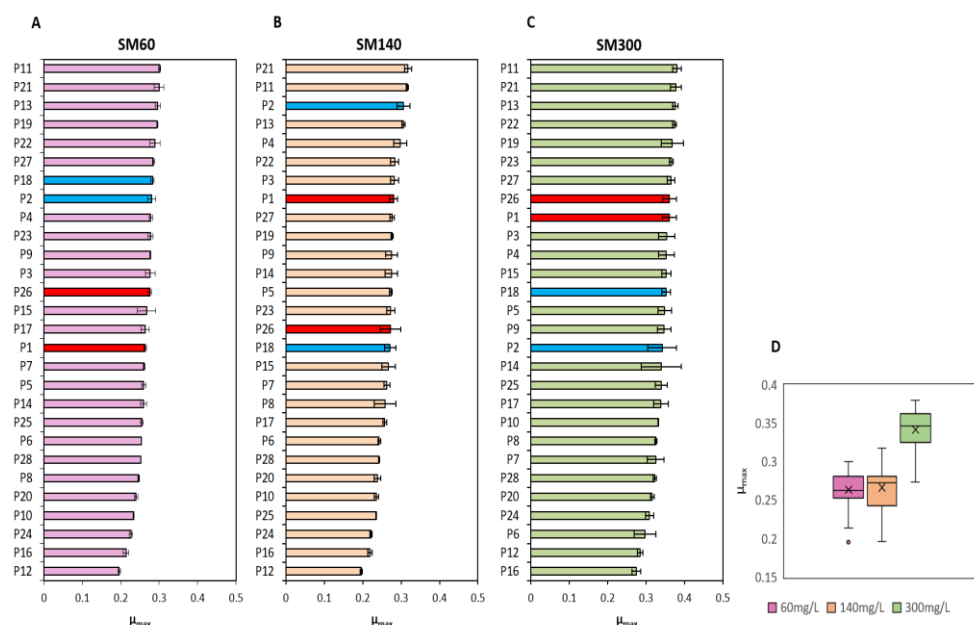 A
SM60
P11
P21
P13
P19
P22
P27
P18
P2
P4
P23
P9
P3
P26
P15
P17
P1
P7
P5
P14
P25
P6
P28
P8
P20
P10
P24
P16
P12
0 0.1 0.2 0.3 0.4 0.5
μmax
B
SM140
P21
P11
P2
P13
P4
P22
P3
P1
P27
P19
P9
P14
P5
P23
P26
P18
P15
P7
P8
P17
P6
P28
P20
P10
P25
P24
P16
P12
0 0.1 0.2 0.3 0.4 0.5
μmax
C
SM300
P11
P21
P13
P22
P19
P23
P27
P26
P1
P3
P4
P15
P18
P5
P9
P2
P14
P25
P17
P10
P8
P7
P28
P20
P24
P6
P12
P16
0 0.1 0.2 0.3 0.4 0.5
μmax
D
0.4
0.35
0.3
0.25
0.2
0.15
μmax
60mg/L 140mg/L 300mg/L